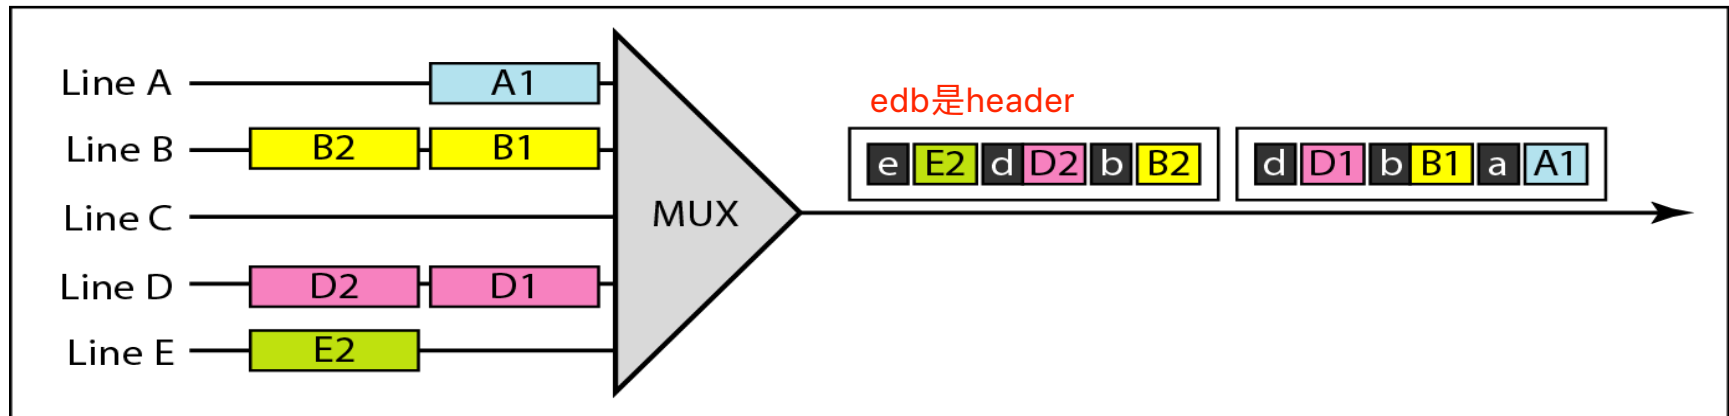 Line A
A1
Line B
B2
B1
Line C
Line D
D2
D1
Line E
E2
MUX
edb是header
e E2 d D2 b B2
d D1 b B1 a A1